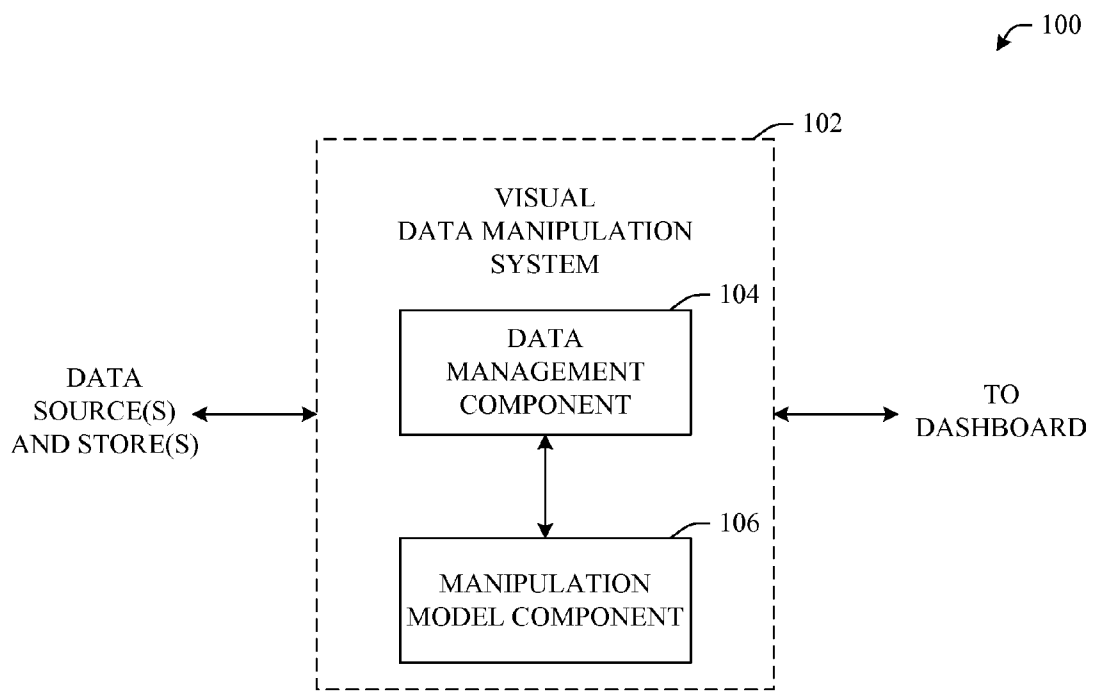 100
102
VISUAL
DATA MANIPULATION
SYSTEM
104
DATA
MANAGEMENT
COMPONENT
DATA
SOURCE(S)
AND STORE(S)
TO
DASHBOARD
106
MANIPULATION
MODEL COMPONENT